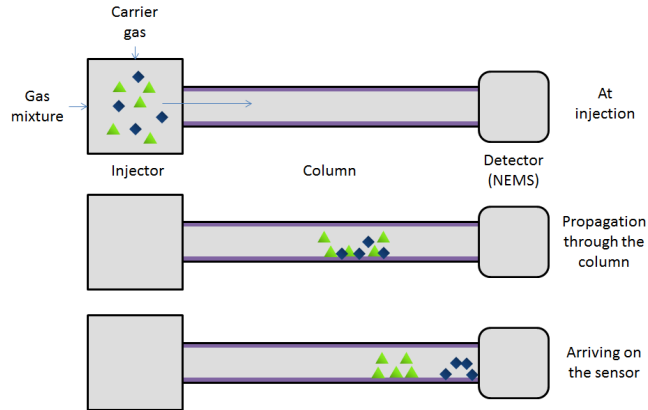 Carrier
gas
Gas
mixture
At
injection
Injector
Column
Detector
(NEMS)
Propagation
through the
column
Arriving on
the sensor